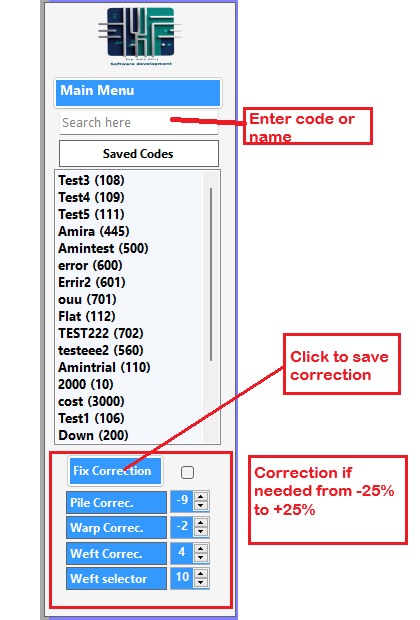 Software development
Main Menu
Search here
Enter code or
name
Saved Codes
Test3 (108)
Test4 (109)
Test5 (111)
Amira (445)
Amintest (500)
error (600)
Errir2 (601)
ouu (701)
Flat (112)
TEST222 (702)
testeee2 (560)
Amintrial (110)
2000 (10)
cost (3000)
Test1 (106)
Down (200)
Click to save
correction
Fix Correction
Pile Correc.
-9
Warp Correc.
-2
Weft Correc.
4
Weft selector
10
Correction if
needed from -25%
to +25%